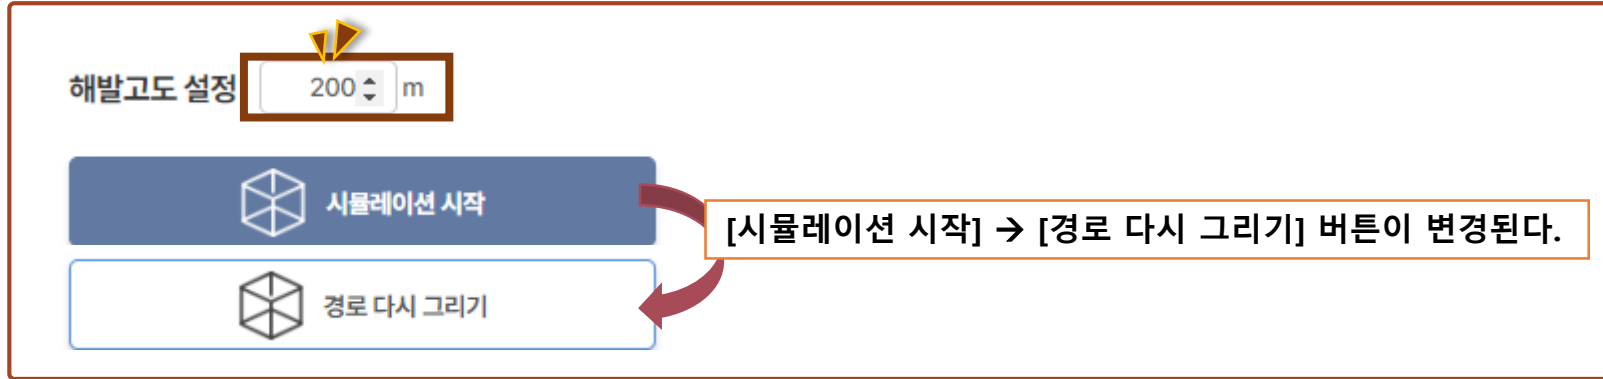 해발고도 설정 200 m
시뮬레이션 시작
[시뮬레이션 시작] → [경로 다시 그리기] 버튼이 변경된다.
경로 다시 그리기